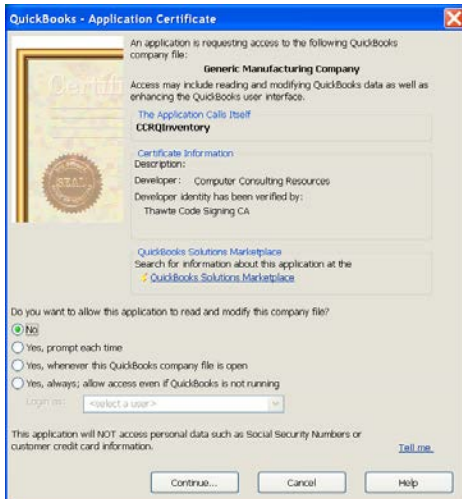 QuickBooks - Application Certificate
An application is requesting access to the following QuickBooks
company file:
Generic Manufacturing Company
Access may include reading and modifying QuickBooks data as well as
enhancing the QuickBooks user interface.
The Application Calls Itself
CCRQInventory
Certificate Information
Description:
Developer: Computer Consulting Resources
Developer identity has been verified by:
Thawte Code Signing CA
QuickBooks Solutions Marketplace
Search for information about this application at the
QuickBooks Solutions Marketplace
Do you want to allow this application to read and modify this company file?
No
Yes, prompt each time
Yes, whenever this QuickBooks company file is open
Yes, always; allow access even if QuickBooks is not running
Login as: <select a user>
This application will NOT access personal data such as Social Security Numbers or
customer credit card information.
Tell me
Continue... Cancel Help
Certifi
SEAL